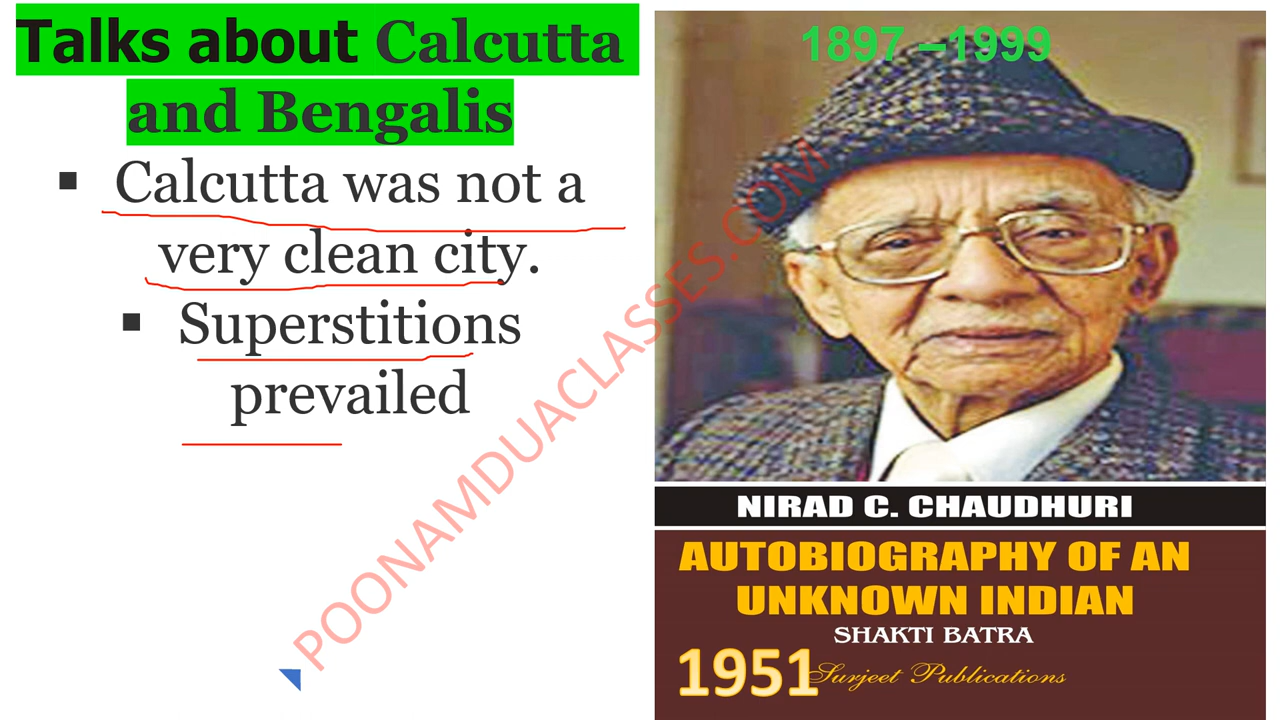 Talks about Calcutta
and Bengalis
▪ Calcutta was not a
very clean city.
▪ Superstitions
prevailed
POONAMDUACLASSES.COM
1897 –1999
NIRAD C. CHAUDHURI
AUTOBIOGRAPHY OF AN
UNKNOWN INDIAN
SHAKTI BATRA
1951
Surjeet Publications